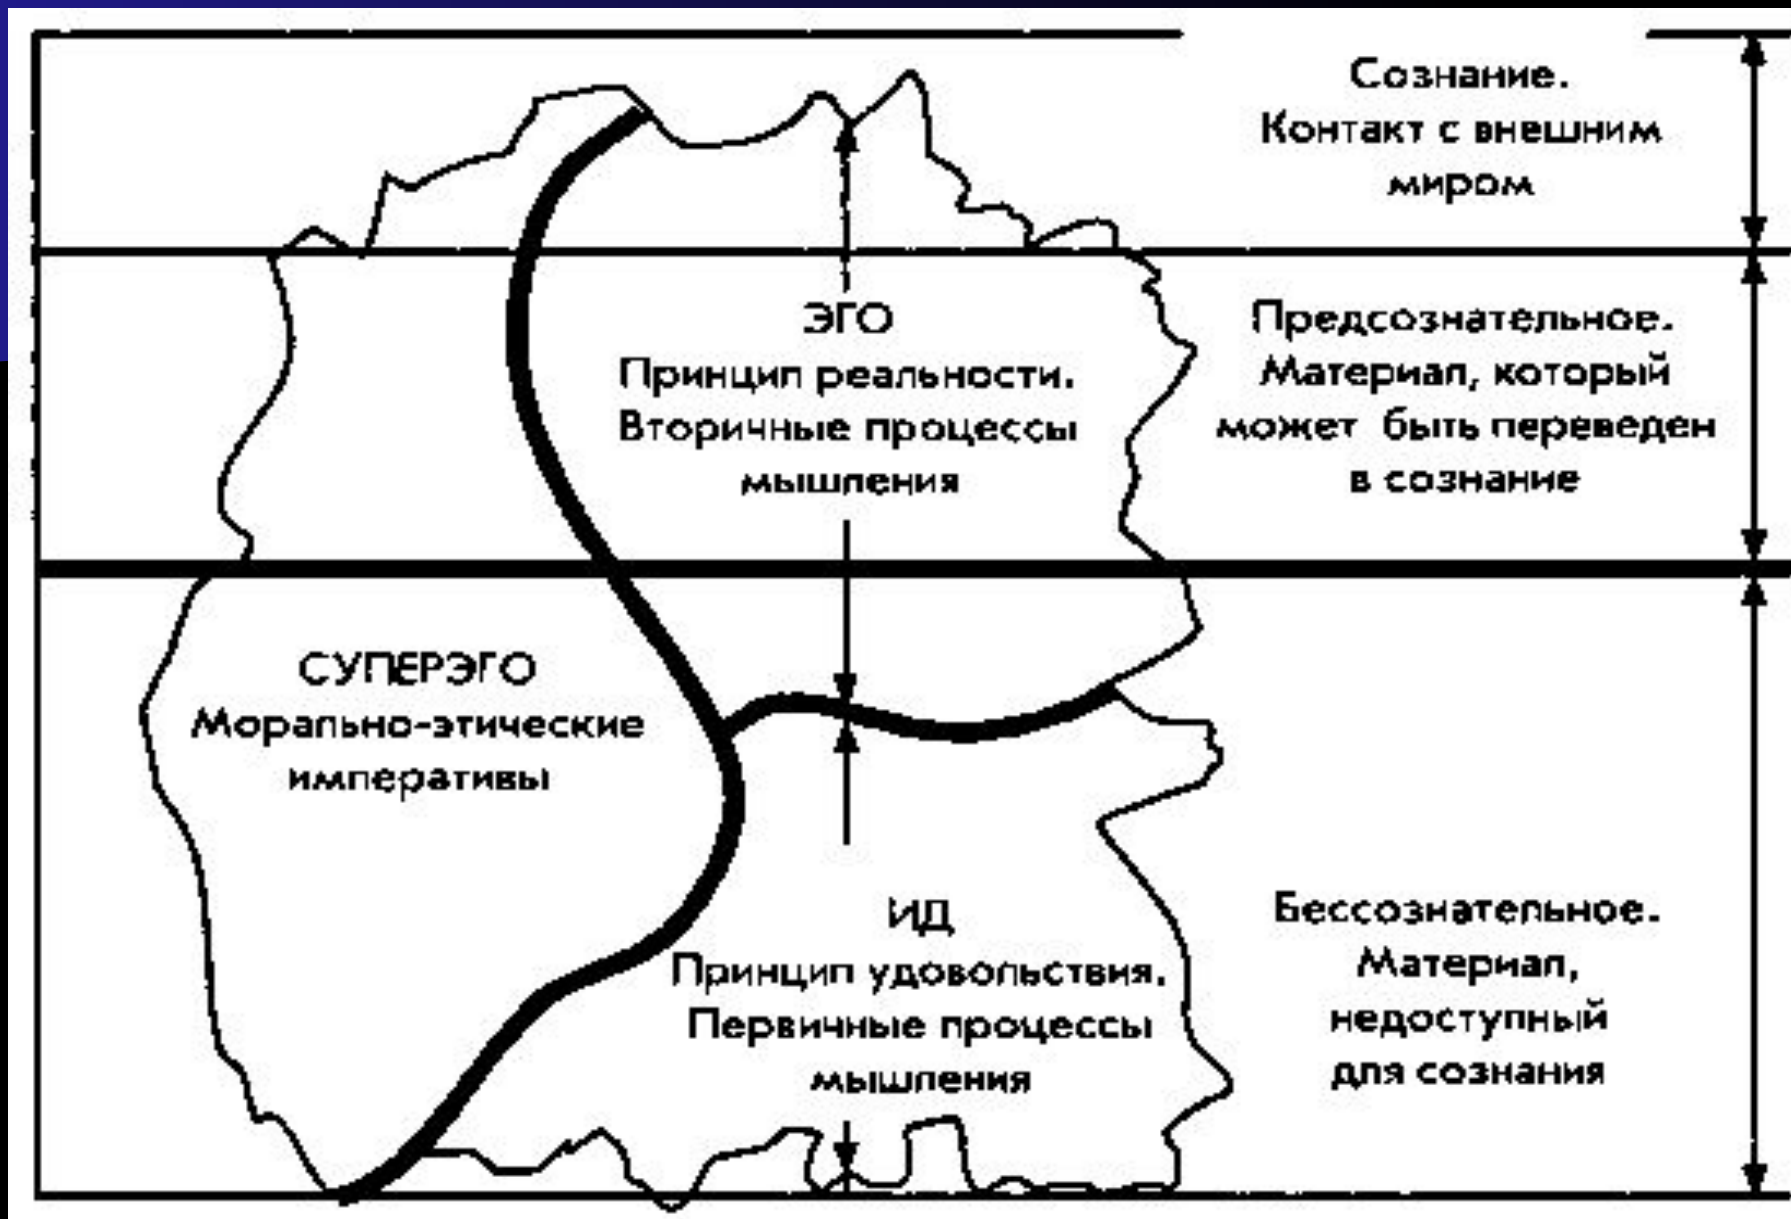 Сознание.
Контакт с внешним
миром
ЭГО
Принцип реальности.
Вторичные процессы
мышления
Предсознательное.
Материал, который
может быть переведен
в сознание
СУПЕРЭГО
Морально-этические
императивы
ИД
Принцип удовольствия.
Первичные процессы
мышления
Бессознательное.
Материал,
недоступный
для сознания